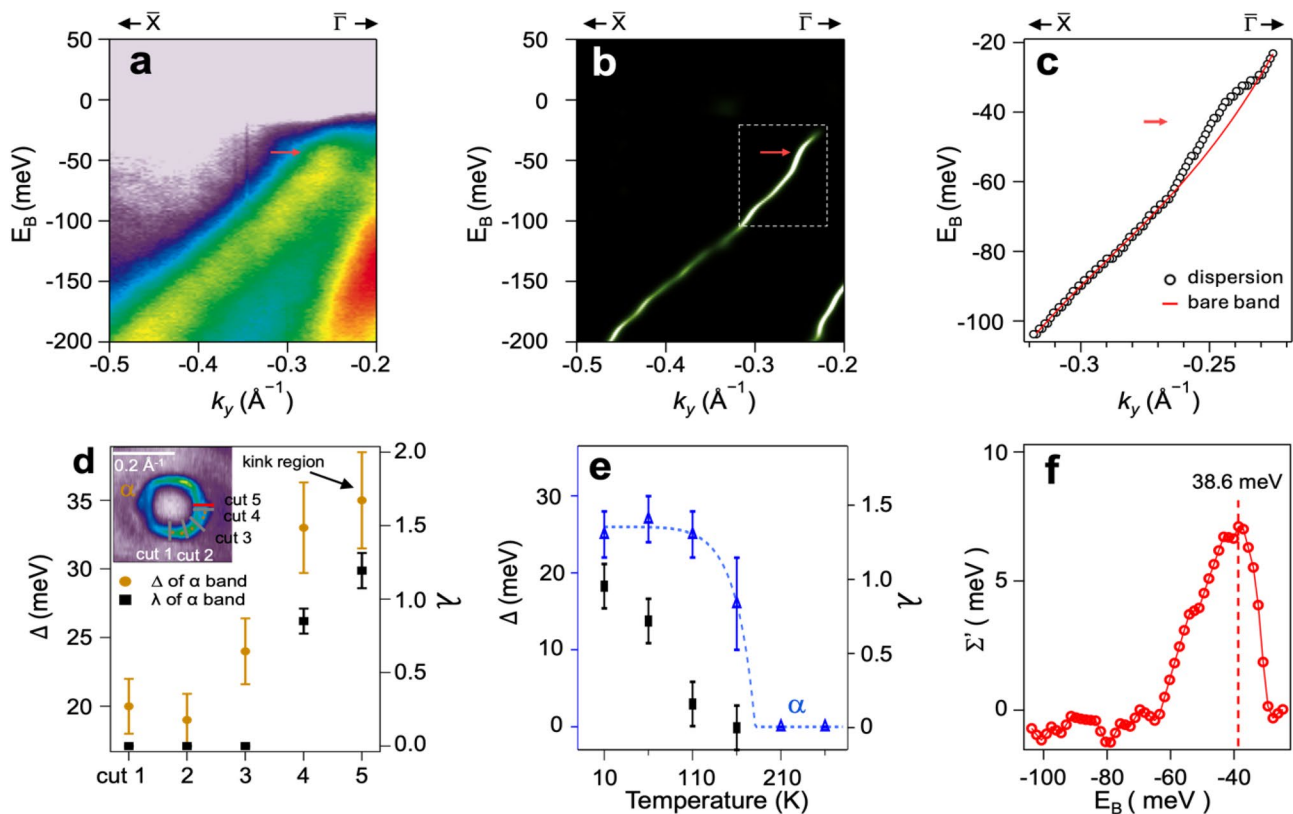 ← X̄ Γ̄ →
← X̄ Γ̄ →
← X̄ Γ̄ →
a
50
0
-50
-100
-150
-200
E_B (meV)
-0.5 -0.4 -0.3 -0.2
k_y (Å⁻¹)
b
50
0
-50
-100
-150
-200
E_B (meV)
-0.5 -0.4 -0.3 -0.2
k_y (Å⁻¹)
c
-20
-40
-60
-80
-100
E_B (meV)
dispersion
bare band
-0.3 -0.25
k_y (Å⁻¹)
d
0.2 Å⁻¹
α
kink region
cut 5
cut 4
cut 3
cut 1 cut 2
Δ of α band
λ of α band
35
30
25
20
Δ (meV)
2.0
1.5
1.0
0.5
0.0
λ
cut 1 2 3 4 5
e
30
20
10
0
Δ (meV)
1.5
1.0
0.5
0
λ
α
10 110 210
Temperature (K)
f
38.6 meV
10
5
0
Σ' ( meV)
-100 -80 -60 -40
E_B ( meV)